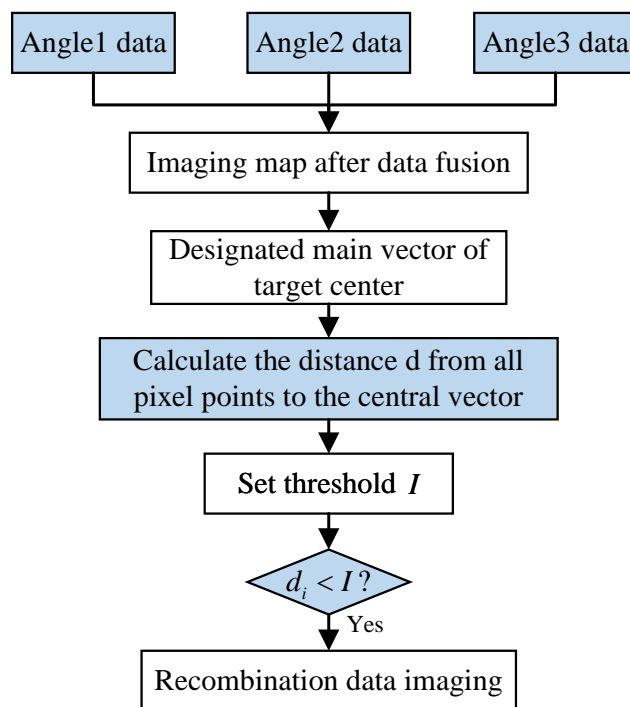 Angle1 data
Angle2 data
Angle3 data
Imaging map after data fusion
Designated main vector of
target center
Calculate the distance d from all
pixel points to the central vector
Set threshold I
d_i < I ?
Yes
Recombination data imaging